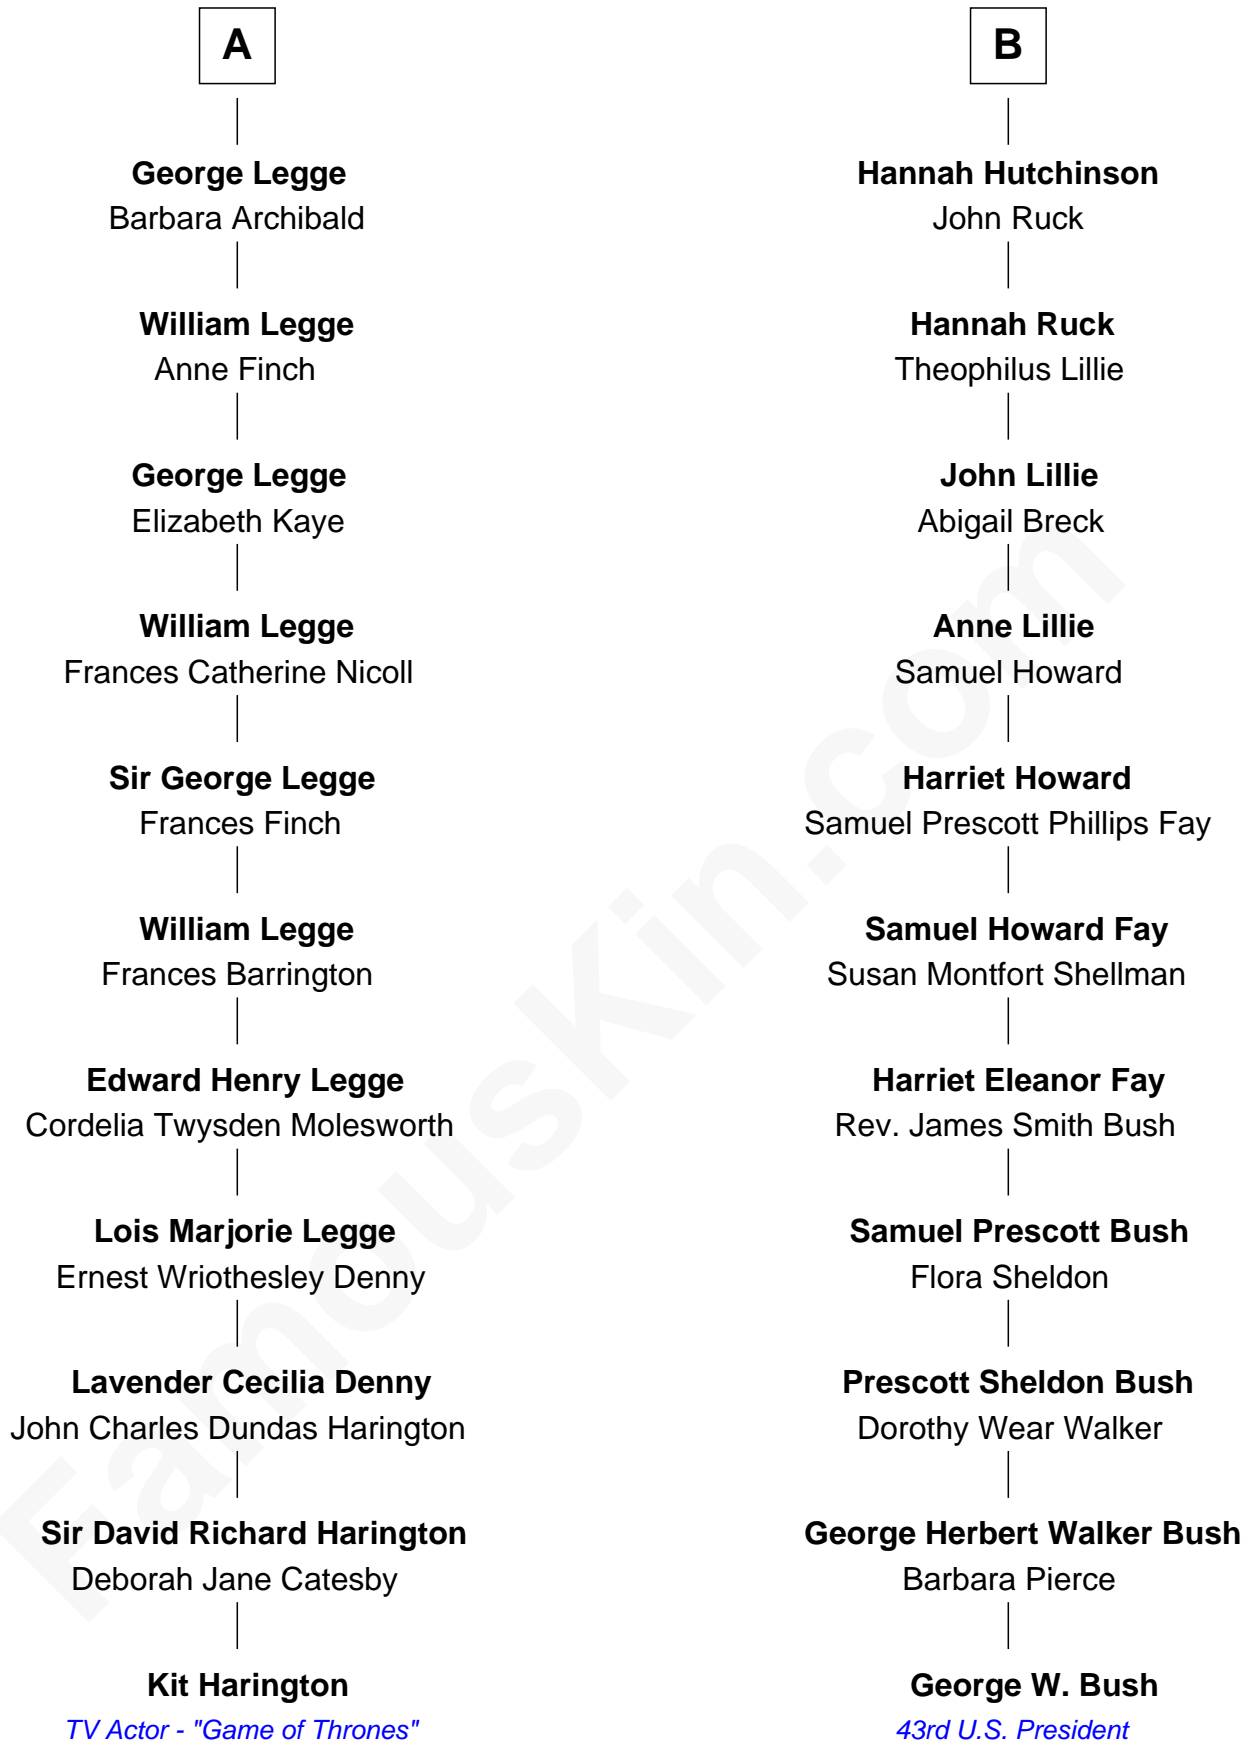 A
George Legge
Barbara Archibald
William Legge
Anne Finch
George Legge
Elizabeth Kaye
William Legge
Frances Catherine Nicoll
Sir George Legge
Frances Finch
William Legge
Frances Barrington
Edward Henry Legge
Cordelia Twysden Molesworth
Lois Marjorie Legge
Ernest Wriothesley Denny
Lavender Cecilia Denny
John Charles Dundas Harington
Sir David Richard Harington
Deborah Jane Catesby
Kit Harington
TV Actor - "Game of Thrones"
B
Hannah Hutchinson
John Ruck
Hannah Ruck
Theophilus Lillie
John Lillie
Abigail Breck
Anne Lillie
Samuel Howard
Harriet Howard
Samuel Prescott Phillips Fay
Samuel Howard Fay
Susan Montfort Shellman
Harriet Eleanor Fay
Rev. James Smith Bush
Samuel Prescott Bush
Flora Sheldon
Prescott Sheldon Bush
Dorothy Wear Walker
George Herbert Walker Bush
Barbara Pierce
George W. Bush
43rd U.S. President
FamousKin.com